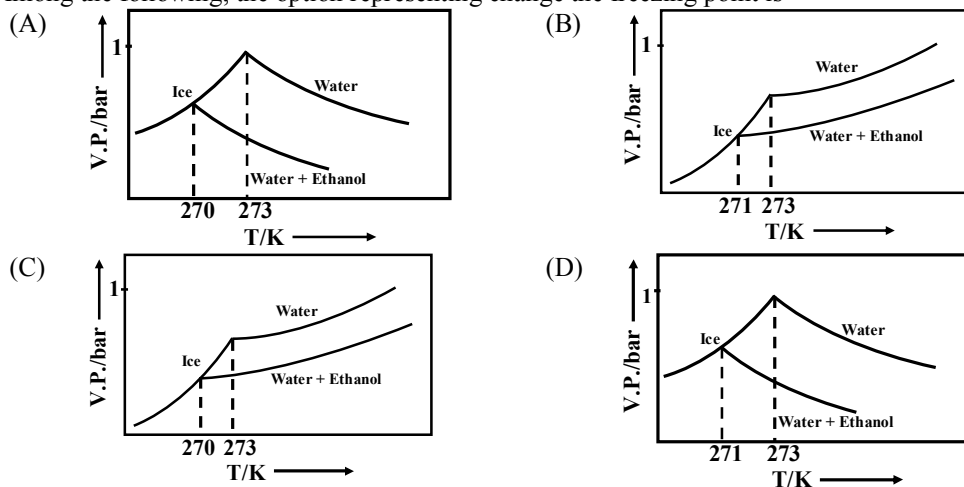 Among the following, the option representing change the freezing point is
(A)
V.P./bar
1
Ice
Water
Water + Ethanol
270
273
T/K
(B)
V.P./bar
1
Ice
Water
Water + Ethanol
271
273
T/K
(C)
V.P./bar
1
Ice
Water
Water + Ethanol
270
273
T/K
(D)
V.P./bar
1
Ice
Water
Water + Ethanol
271
273
T/K